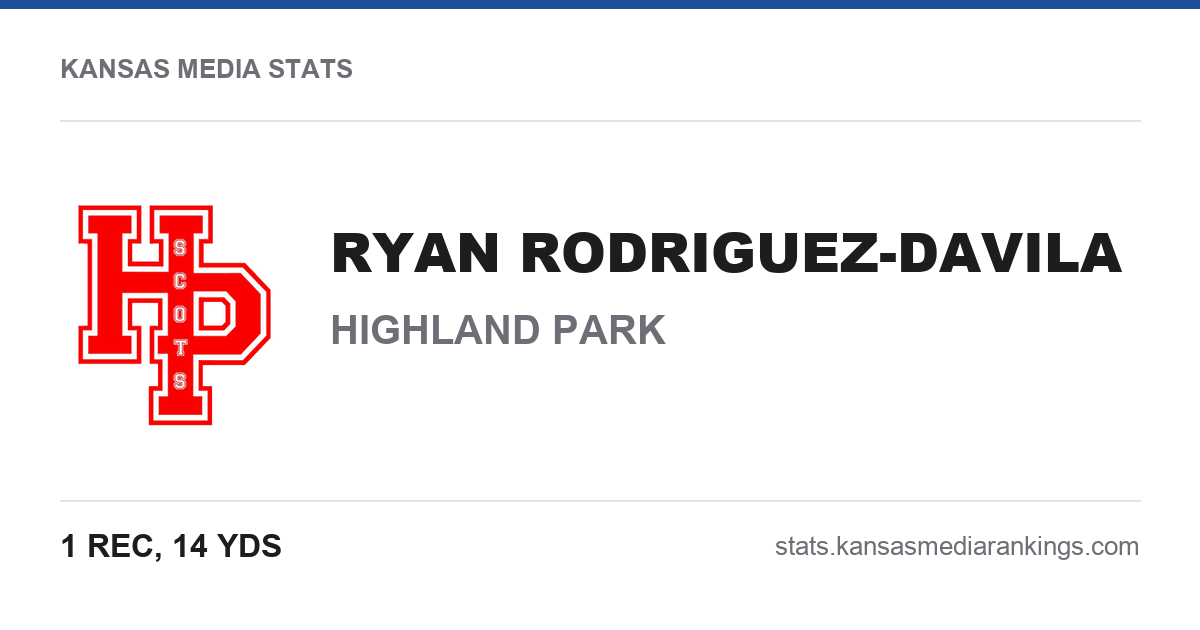 KANSAS MEDIA STATS
HP
SCOTS
RYAN RODRIGUEZ-DAVILA
HIGHLAND PARK
1 REC, 14 YDS
stats.kansasmediarankings.com